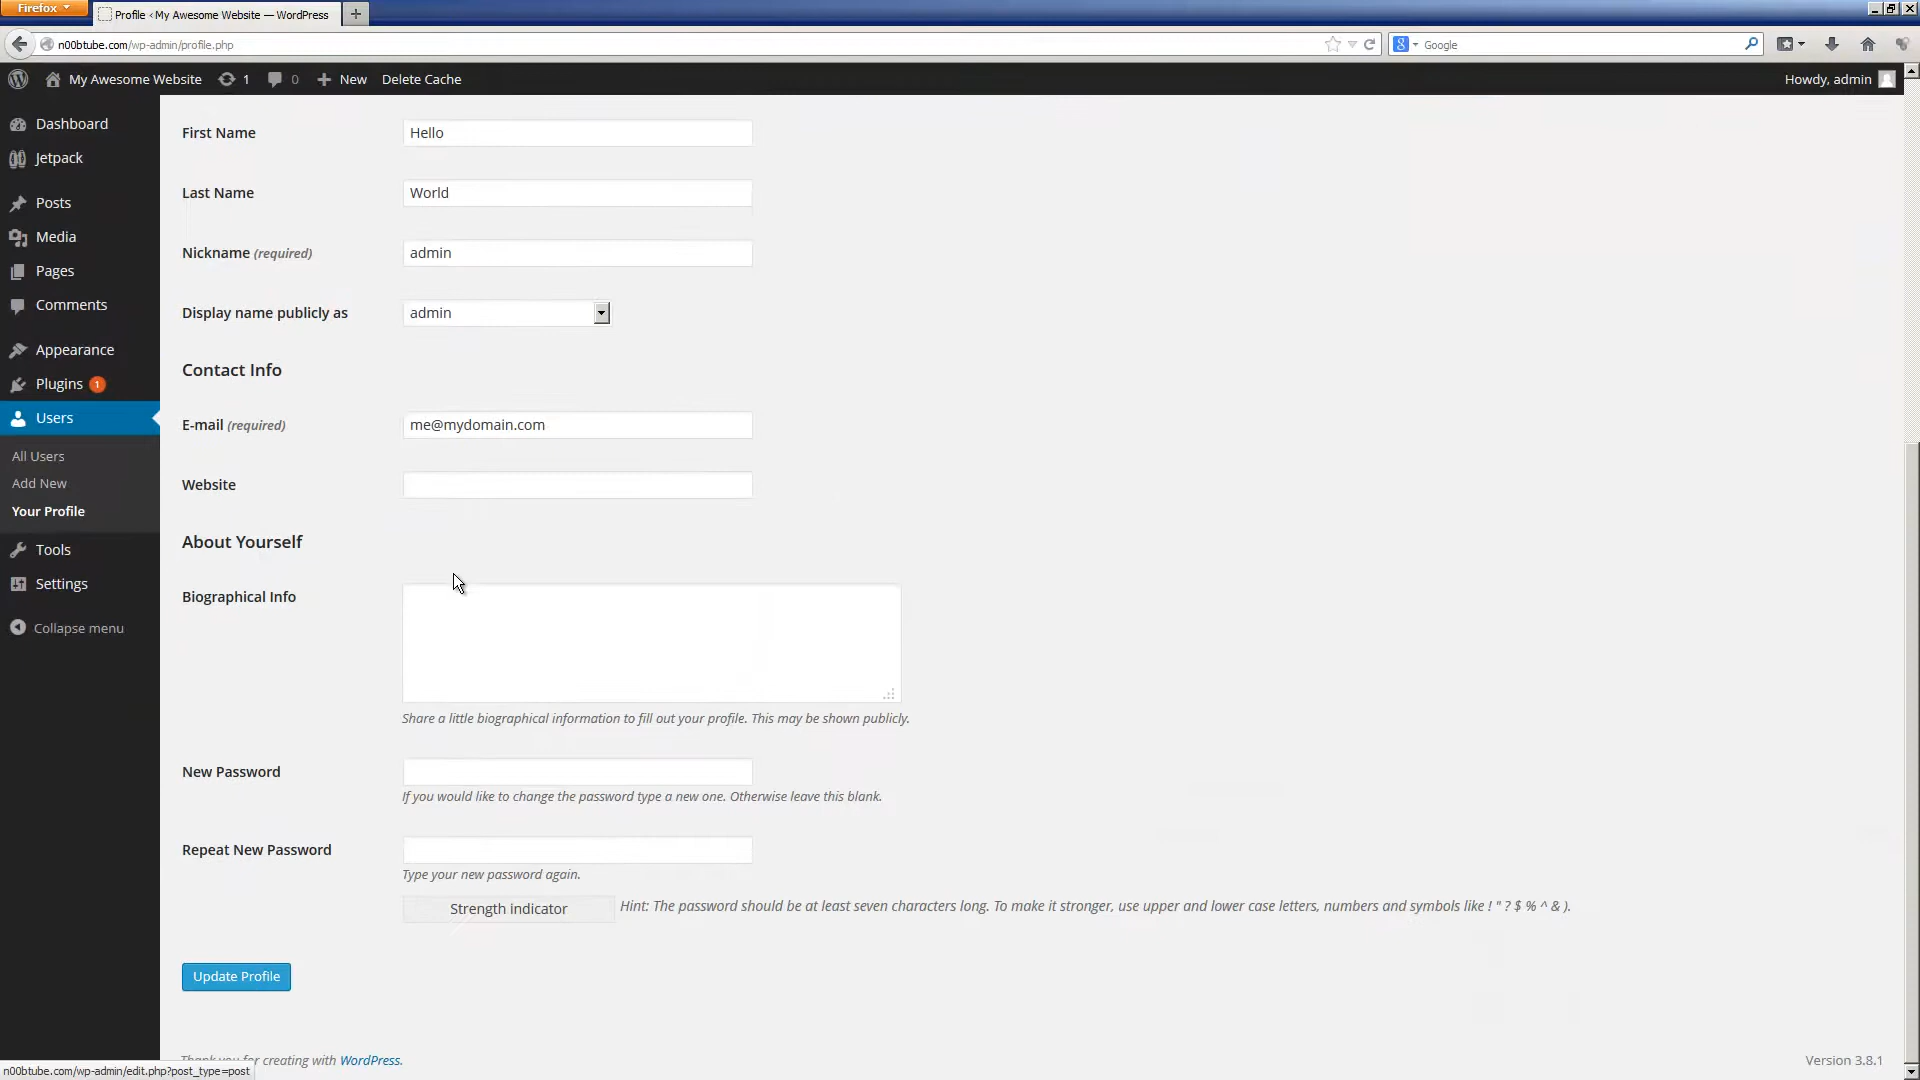 Firefox
Profile ‹ My Awesome Website — WordPress
n00btube.com/wp-admin/profile.php
Google
My Awesome Website 1 0 New Delete Cache
Howdy, admin
Dashboard
Jetpack
Posts
Media
Pages
Comments
Appearance
Plugins 1
Users
All Users
Add New
Your Profile
Tools
Settings
Collapse menu
First Name Hello
Last Name World
Nickname (required) admin
Display name publicly as admin
Contact Info
E-mail (required) me@mydomain.com
Website
About Yourself
Biographical Info
Share a little biographical information to fill out your profile. This may be shown publicly.
New Password
If you would like to change the password type a new one. Otherwise leave this blank.
Repeat New Password
Type your new password again.
Strength indicator Hint: The password should be at least seven characters long. To make it stronger, use upper and lower case letters, numbers and symbols like ! " ? $ % ^ & ).
Update Profile
Thank you for creating with WordPress.
Version 3.8.1
n00btube.com/wp-admin/edit.php?post_type=post